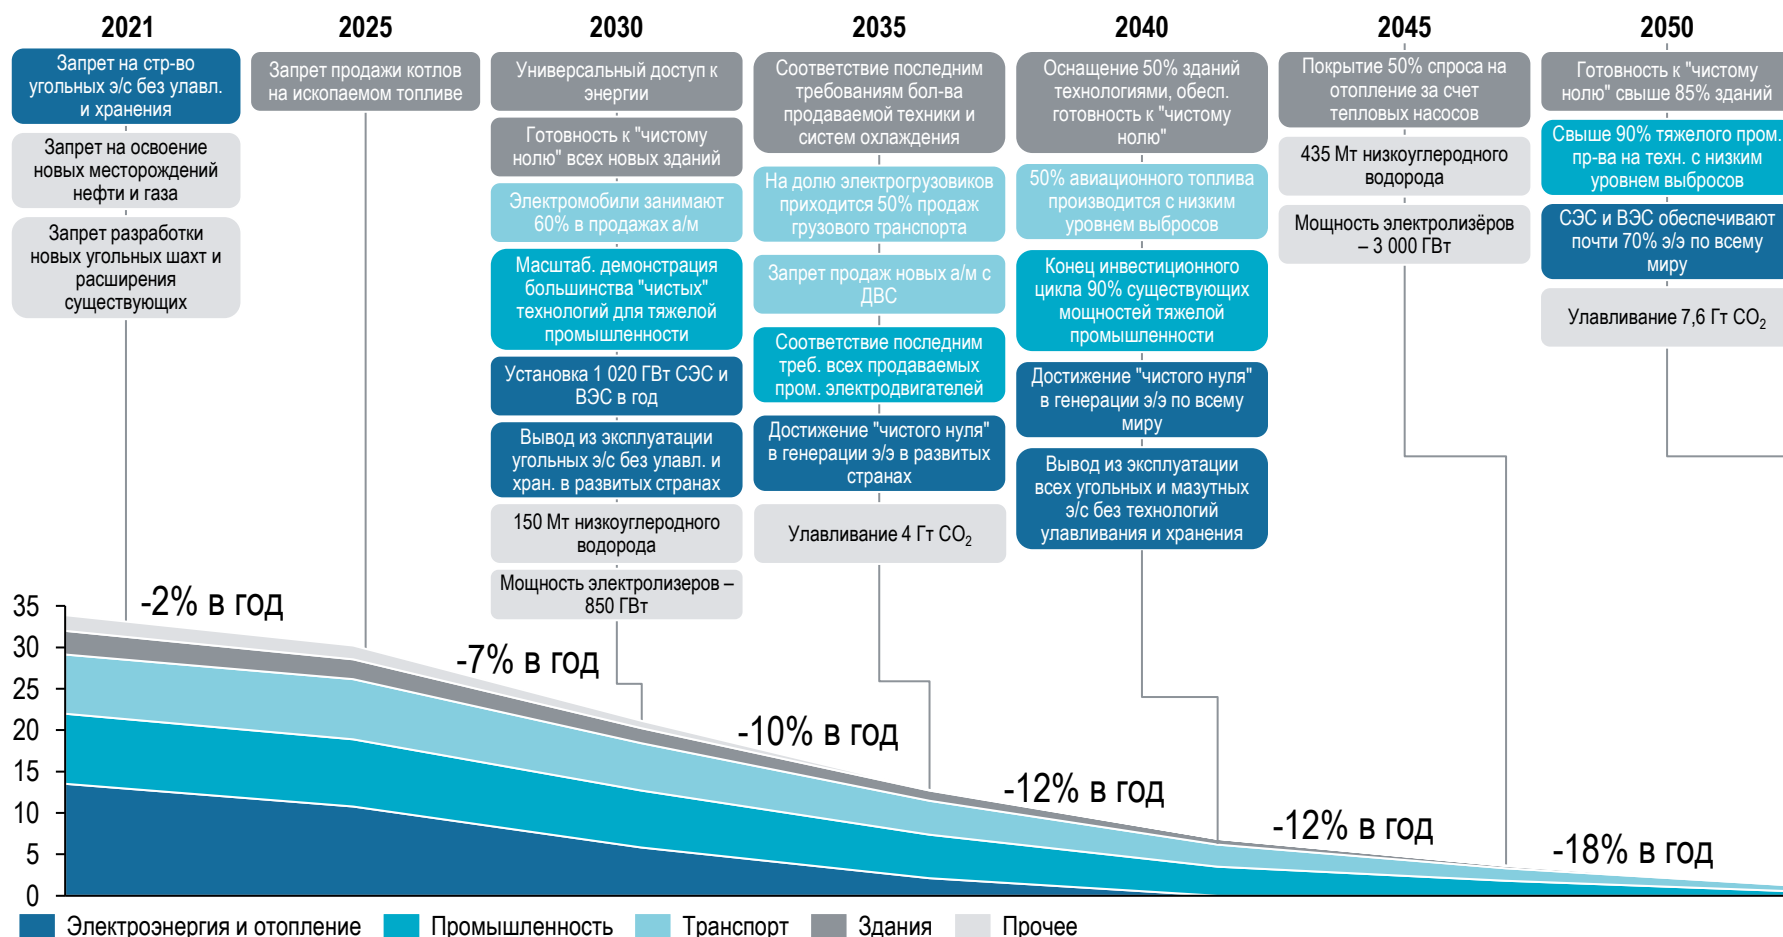 2021
Запрет на стр-во
угольных э/с без улавл.
и хранения
Запрет на освоение
новых месторождений
нефти и газа
Запрет разработки
новых угольных шахт и
расширения
существующих
2025
Запрет продажи котлов
на ископаемом топливе
2030
Универсальный доступ к
энергии
Готовность к "чистому
нолю" всех новых зданий
Электромобили занимают
60% в продажах а/м
Масштаб. демонстрация
большинства "чистых"
технологий для тяжелой
промышленности
Установка 1 020 ГВт СЭС и
ВЭС в год
Вывод из эксплуатации
угольных э/с без улавл. и
хран. в развитых странах
150 Мт низкоуглеродного
водорода
Мощность электролизеров –
850 ГВт
2035
Соответствие последним
требованиям бол-ва
продаваемой техники и
систем охлаждения
На долю электрогрузовиков
приходится 50% продаж
грузового транспорта
Запрет продаж новых а/м с
ДВС
Соответствие последним
треб. всех продаваемых
пром. электродвигателей
Достижение "чистого нуля"
в генерации э/э в развитых
странах
Улавливание 4 Гт CO₂
2040
Оснащение 50% зданий
технологиями, обесп.
готовность к "чистому
нолю"
50% авиационного топлива
производится с низким
уровнем выбросов
Конец инвестиционного
цикла 90% существующих
мощностей тяжелой
промышленности
Достижение "чистого нуля"
в генерации э/э по всему
миру
Вывод из эксплуатации
всех угольных и мазутных
э/с без технологий
улавливания и хранения
2045
Покрытие 50% спроса на
отопление за счет
тепловых насосов
435 Мт низкоуглеродного
водорода
Мощность электролизёров
– 3 000 ГВт
2050
Готовность к "чистому
нолю" свыше 85% зданий
Свыше 90% тяжелого пром.
пр-ва на техн. с низким
уровнем выбросов
СЭС и ВЭС обеспечивают
почти 70% э/э по всему
миру
Улавливание 7,6 Гт CO₂
35
30
25
20
15
10
5
0
-2% в год
-7% в год
-10% в год
-12% в год
-12% в год
-18% в год
Электроэнергия и отопление
Промышленность
Транспорт
Здания
Прочее